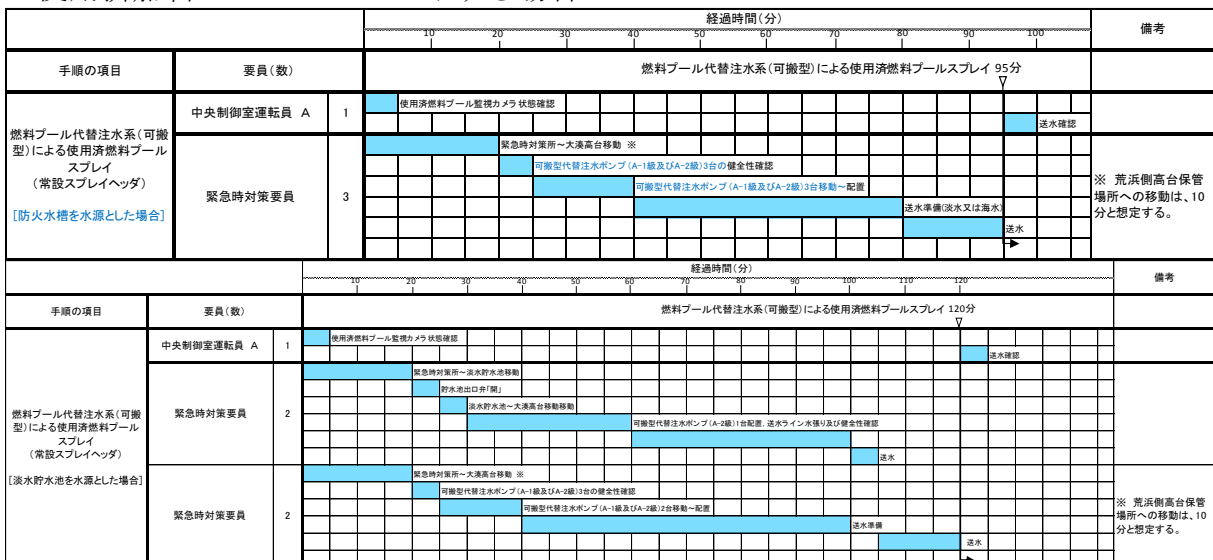 経過時間(分)
備考
10 20 30 40 50 60 70 80 90 100
手順の項目
要員(数)
燃料プール代替注水系(可搬型)による使用済燃料プールスプレイ 95分
燃料プール代替注水系(可搬
型)による使用済燃料プール
スプレイ
(常設スプレイヘッダ)
[防火水槽を水源とした場合]
中央制御室運転員 A
1
使用済燃料プール監視カメラ状態確認
送水確認
緊急時対策要員
3
緊急時対策所~大湊高台移動 ※
可搬型代替注水ポンプ(A-1級及びA-2級)3台の健全性確認
可搬型代替注水ポンプ(A-1級及びA-2級)3台移動~配置
送水準備(淡水又は海水)
送水
※ 荒浜側高台保管
場所への移動は、10
分と想定する。
経過時間(分)
備考
10 20 30 40 50 60 70 80 90 100 110 120
手順の項目
要員(数)
燃料プール代替注水系(可搬型)による使用済燃料プールスプレイ 120分
燃料プール代替注水系(可搬
型)による使用済燃料プール
スプレイ
(常設スプレイヘッダ)
[淡水貯水池を水源とした場合]
中央制御室運転員 A
1
使用済燃料プール監視カメラ状態確認
送水確認
緊急時対策要員
2
緊急時対策所~淡水貯水池移動
貯水池出口弁「開」
淡水貯水池~大湊高台移動移動
可搬型代替注水ポンプ(A-2級)1台配置、送水ライン水張り及び健全性確認
送水
緊急時対策要員
2
緊急時対策所~大湊高台移動 ※
可搬型代替注水ポンプ(A-1級及びA-2級)3台の健全性確認
可搬型代替注水ポンプ(A-1級及びA-2級)2台移動~配置
送水準備
送水
※ 荒浜側高台保管
場所への移動は、10
分と想定する。